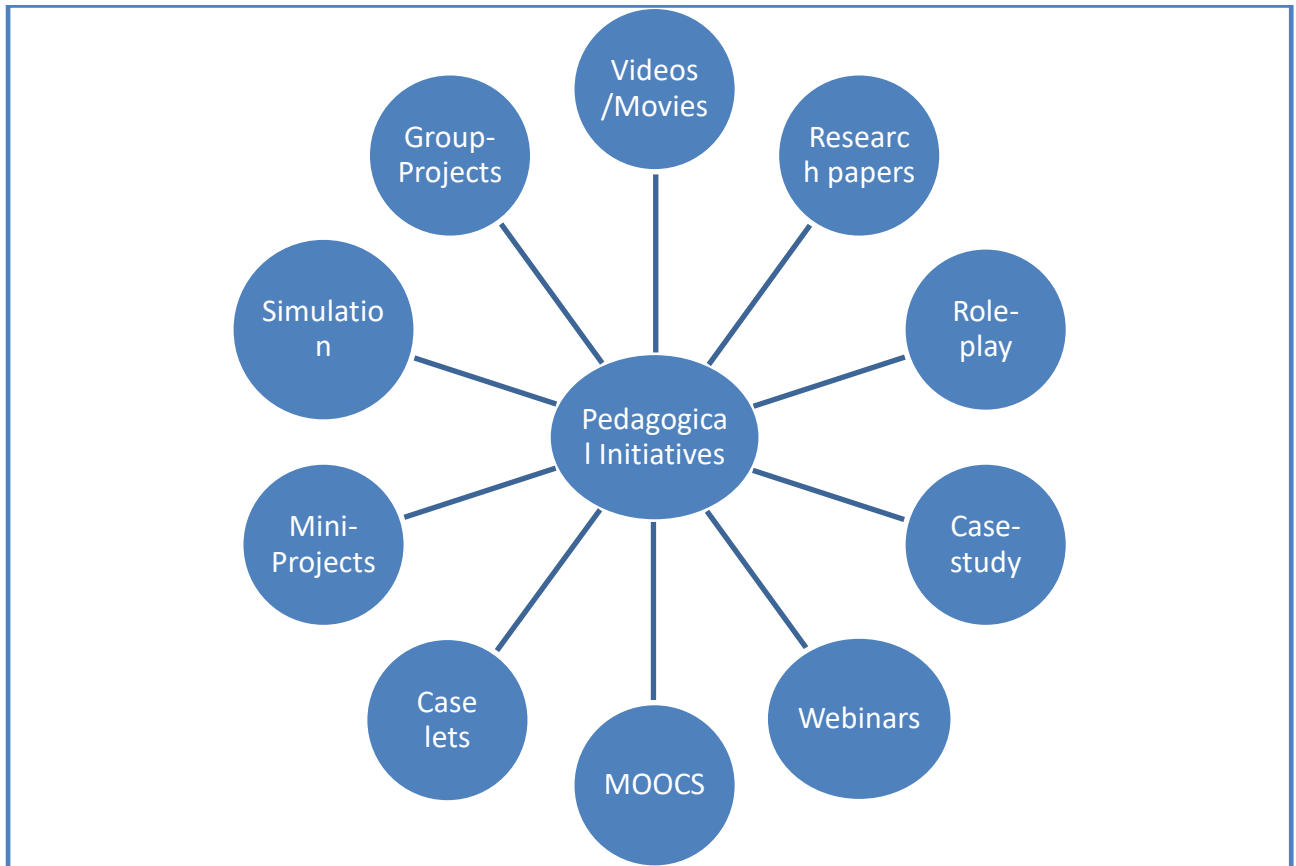 Videos
/Movies
Researc
h papers
Role-
play
Case-
study
Webinars
MOOCS
Case
lets
Mini-
Projects
Simulatio
n
Group-
Projects
Pedagogica
l Initiatives